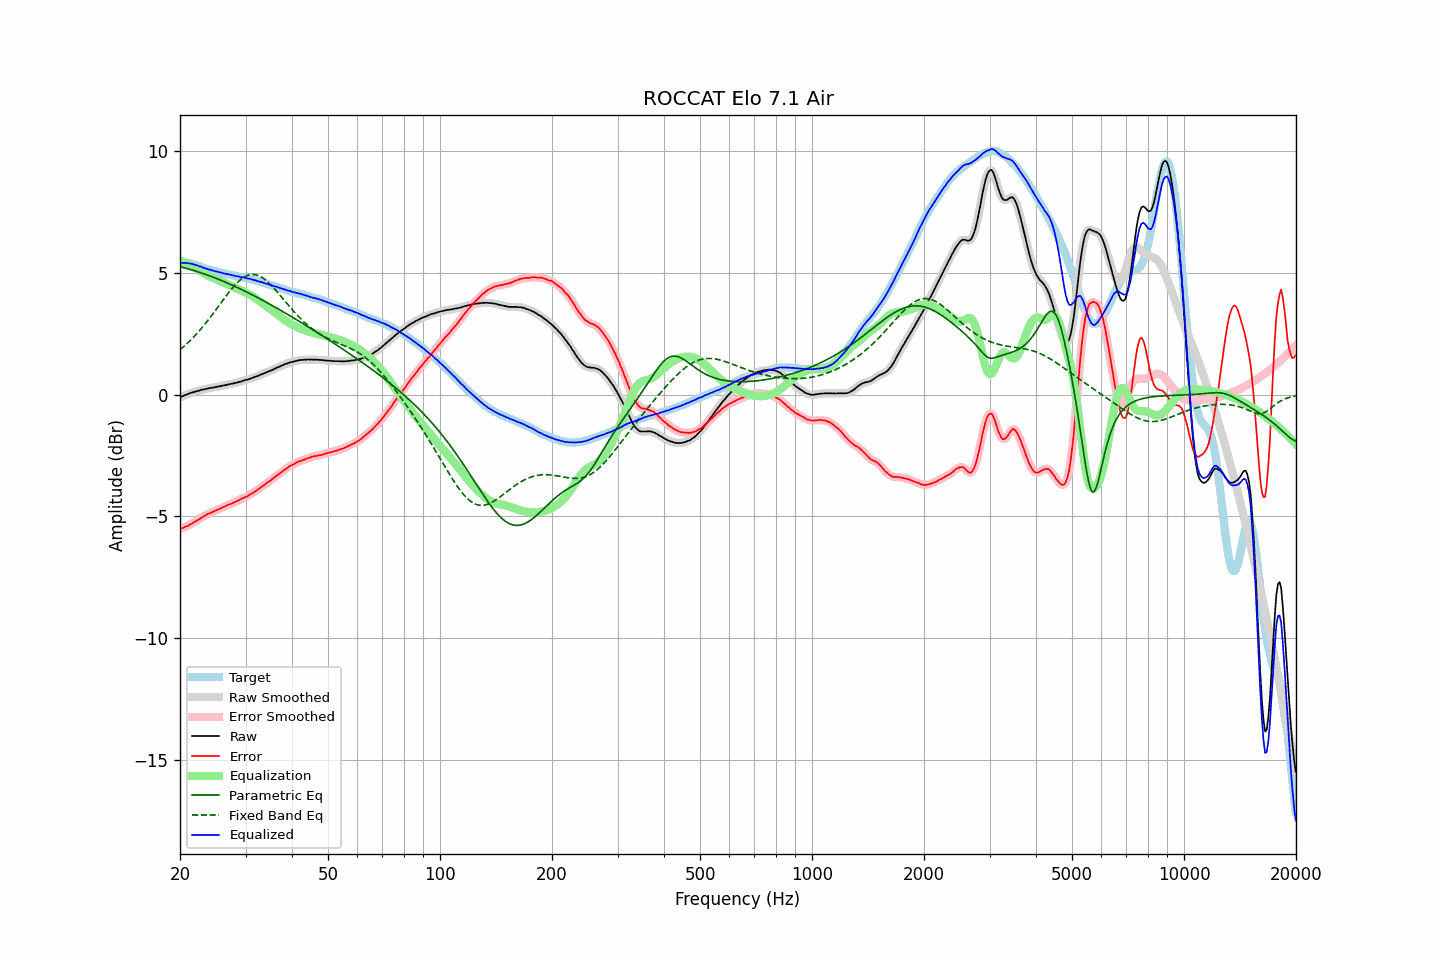 ROCCAT Elo 7.1 Air
Amplitude (dBr)
10
5
0
−5
−10
−15
Target
Raw Smoothed
Error Smoothed
Raw
Error
Equalization
Parametric Eq
Fixed Band Eq
Equalized
20 50 100 200 500 1000 2000 5000 10000 20000
Frequency (Hz)